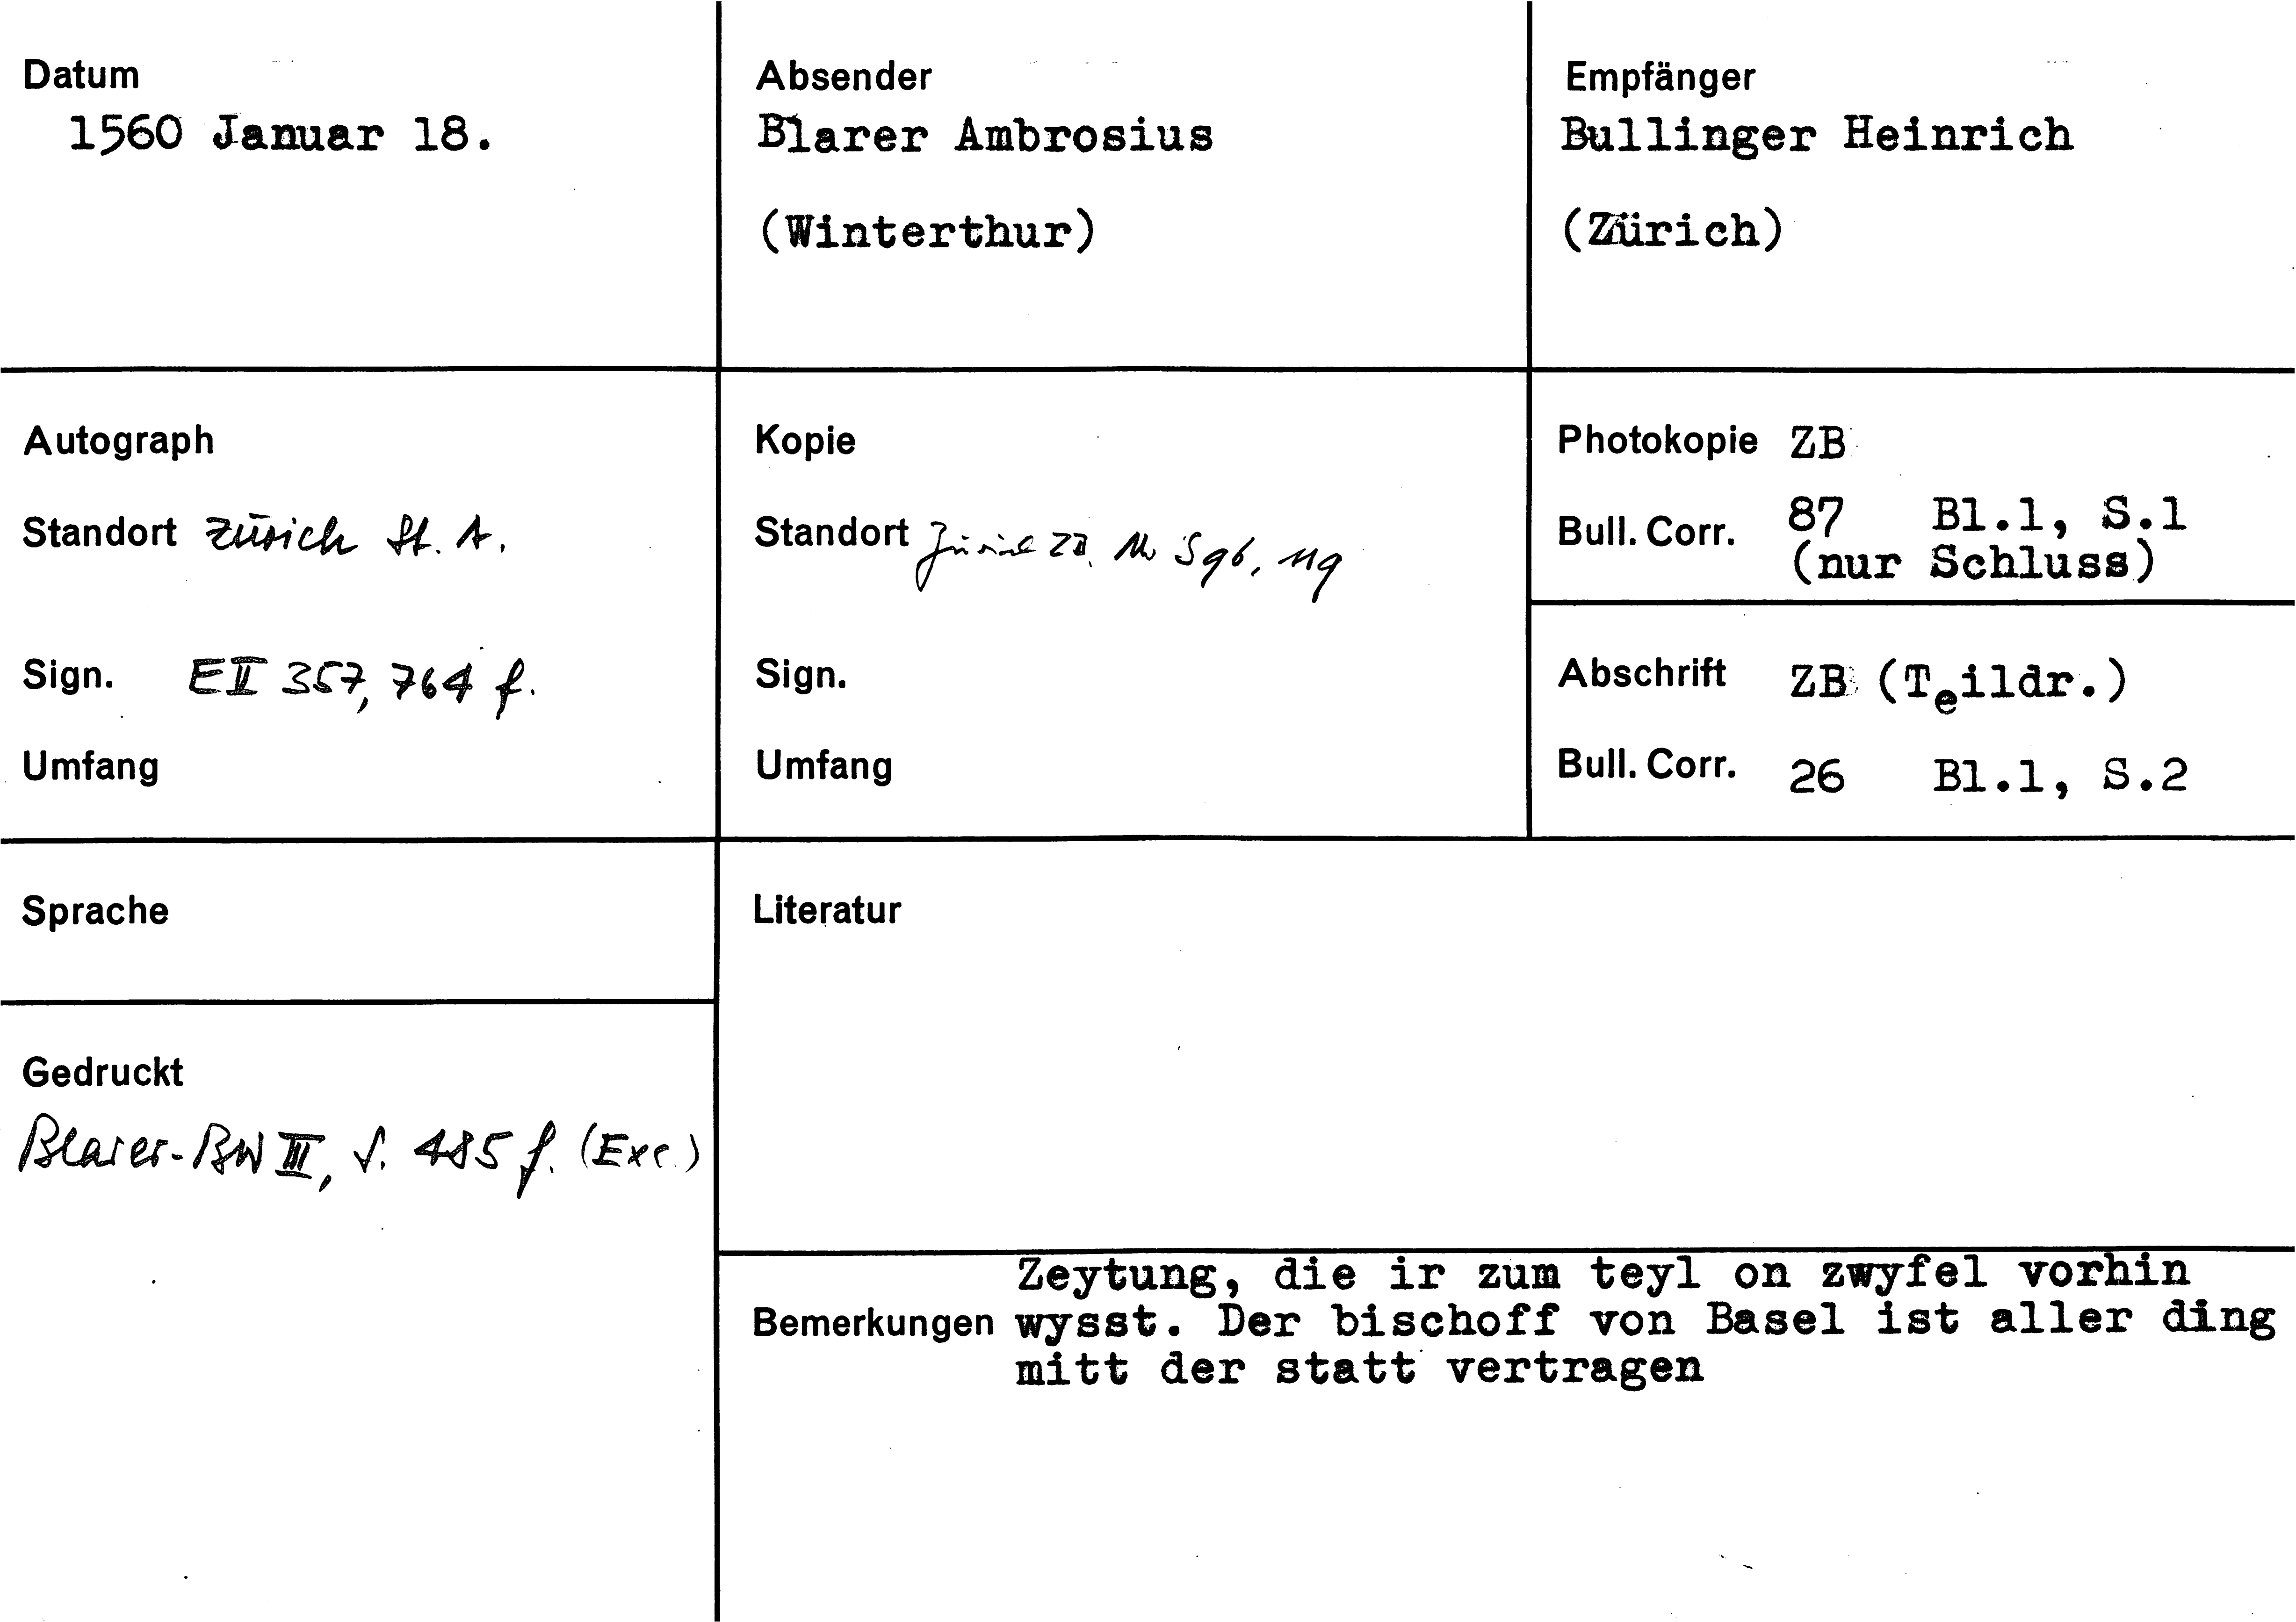 Datum
1560 Januar 18.
Absender
Blarer Ambrosius
(Winterthur)
Empfänger
Bullinger Heinrich
(Zürich)
Autograph
Standort Zürich St. A.
Sign. E II 357, 764 f.
Umfang
Kopie
Standort Zürich ZB, Ms S 96, 119
Sign.
Umfang
Photokopie ZB
Bull. Corr. 87 Bl.1, S.1
(nur Schluss)
Abschrift ZB (Teildr.)
Bull. Corr. 26 Bl.1, S.2
Sprache
Gedruckt
Blarer-BW III, S. 485 f. (Exc.)
Literatur
Bemerkungen
Zeytung, die ir zum teyl on zwyfel vorhin
wysst. Der bischoff von Basel ist aller ding
mitt der statt vertragen